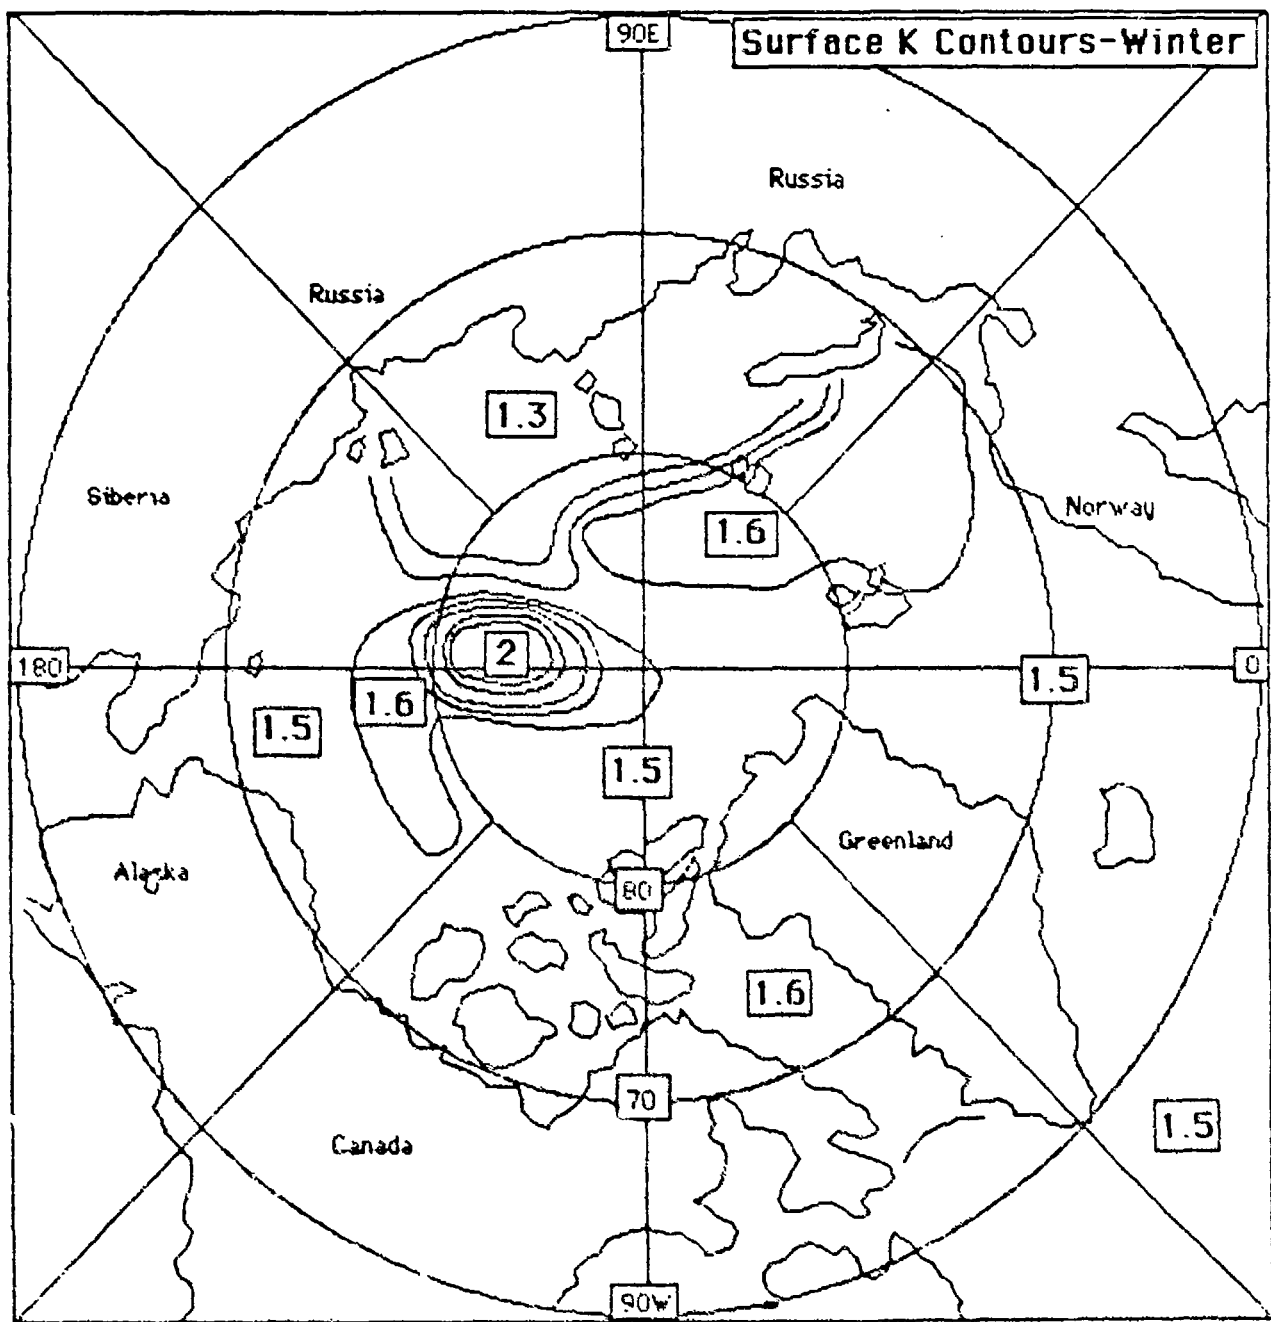 90E
Surface K Contours-Winter
Russia
Russia
1.3
Siberia
1.6
Norway
2
180
0
1.6
1.5
1.5
1.5
Greenland
Alaska
80
1.6
70
1.5
Canada
90W